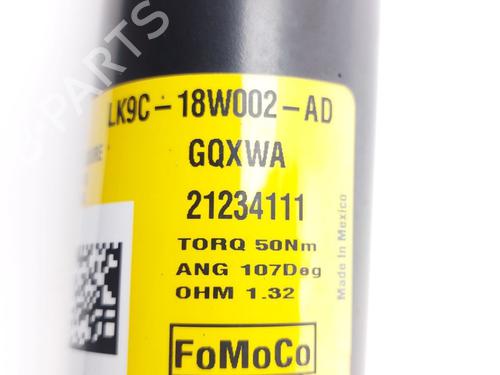 LK9C-18W002-AD
GQXWA
21234111
TORQ 50Nm
ANG 107Deg
OHM 1.32
FoMoCo
Made In Mexico